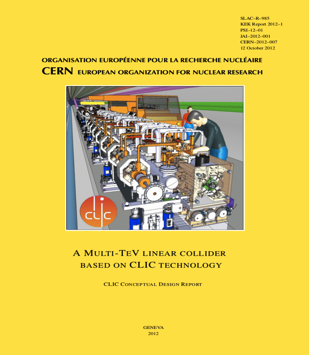 SLAC–R–985
KEK Report 2012–1
PSI–12–01
JAI–2012–001
CERN–2012–007
12 October 2012
ORGANISATION EUROPÉENNE POUR LA RECHERCHE NUCLÉAIRE
CERN EUROPEAN ORGANIZATION FOR NUCLEAR RESEARCH
clic
A MULTI-TEV LINEAR COLLIDER
BASED ON CLIC TECHNOLOGY
CLIC CONCEPTUAL DESIGN REPORT
GENEVA
2012